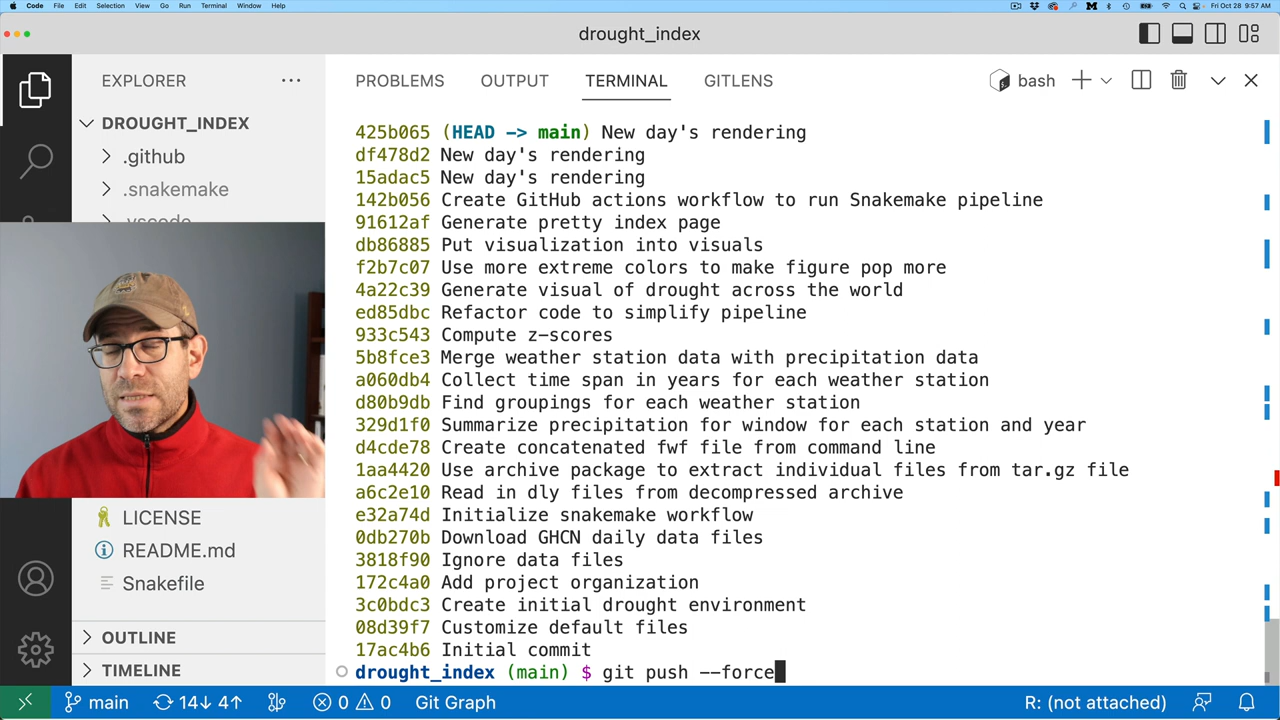 Code File Edit Selection View Go Run Terminal Window Help Fri Oct 28 9:57 AM
drought_index
EXPLORER
PROBLEMS OUTPUT TERMINAL GITLENS bash
DROUGHT_INDEX
.github
.snakemake
.vscode
LICENSE
README.md
Snakefile
OUTLINE
TIMELINE
425b065 (HEAD -> main) New day's rendering
df478d2 New day's rendering
15adac5 New day's rendering
142b056 Create GitHub actions workflow to run Snakemake pipeline
91612af Generate pretty index page
db86885 Put visualization into visuals
f2b7c07 Use more extreme colors to make figure pop more
4a22c39 Generate visual of drought across the world
ed85dbc Refactor code to simplify pipeline
933c543 Compute z-scores
5b8fce3 Merge weather station data with precipitation data
a060db4 Collect time span in years for each weather station
d80b9db Find groupings for each weather station
329d1f0 Summarize precipitation for window for each station and year
d4cde78 Create concatenated fwf file from command line
1aa4420 Use archive package to extract individual files from tar.gz file
a6c2e10 Read in dly files from decompressed archive
e32a74d Initialize snakemake workflow
0db270b Download GHCN daily data files
3818f90 Ignore data files
172c4a0 Add project organization
3c0bdc3 Create initial drought environment
08d39f7 Customize default files
17ac4b6 Initial commit
drought_index (main) $ git push --force
main 14↓ 4↑ 0 0 Git Graph R: (not attached)